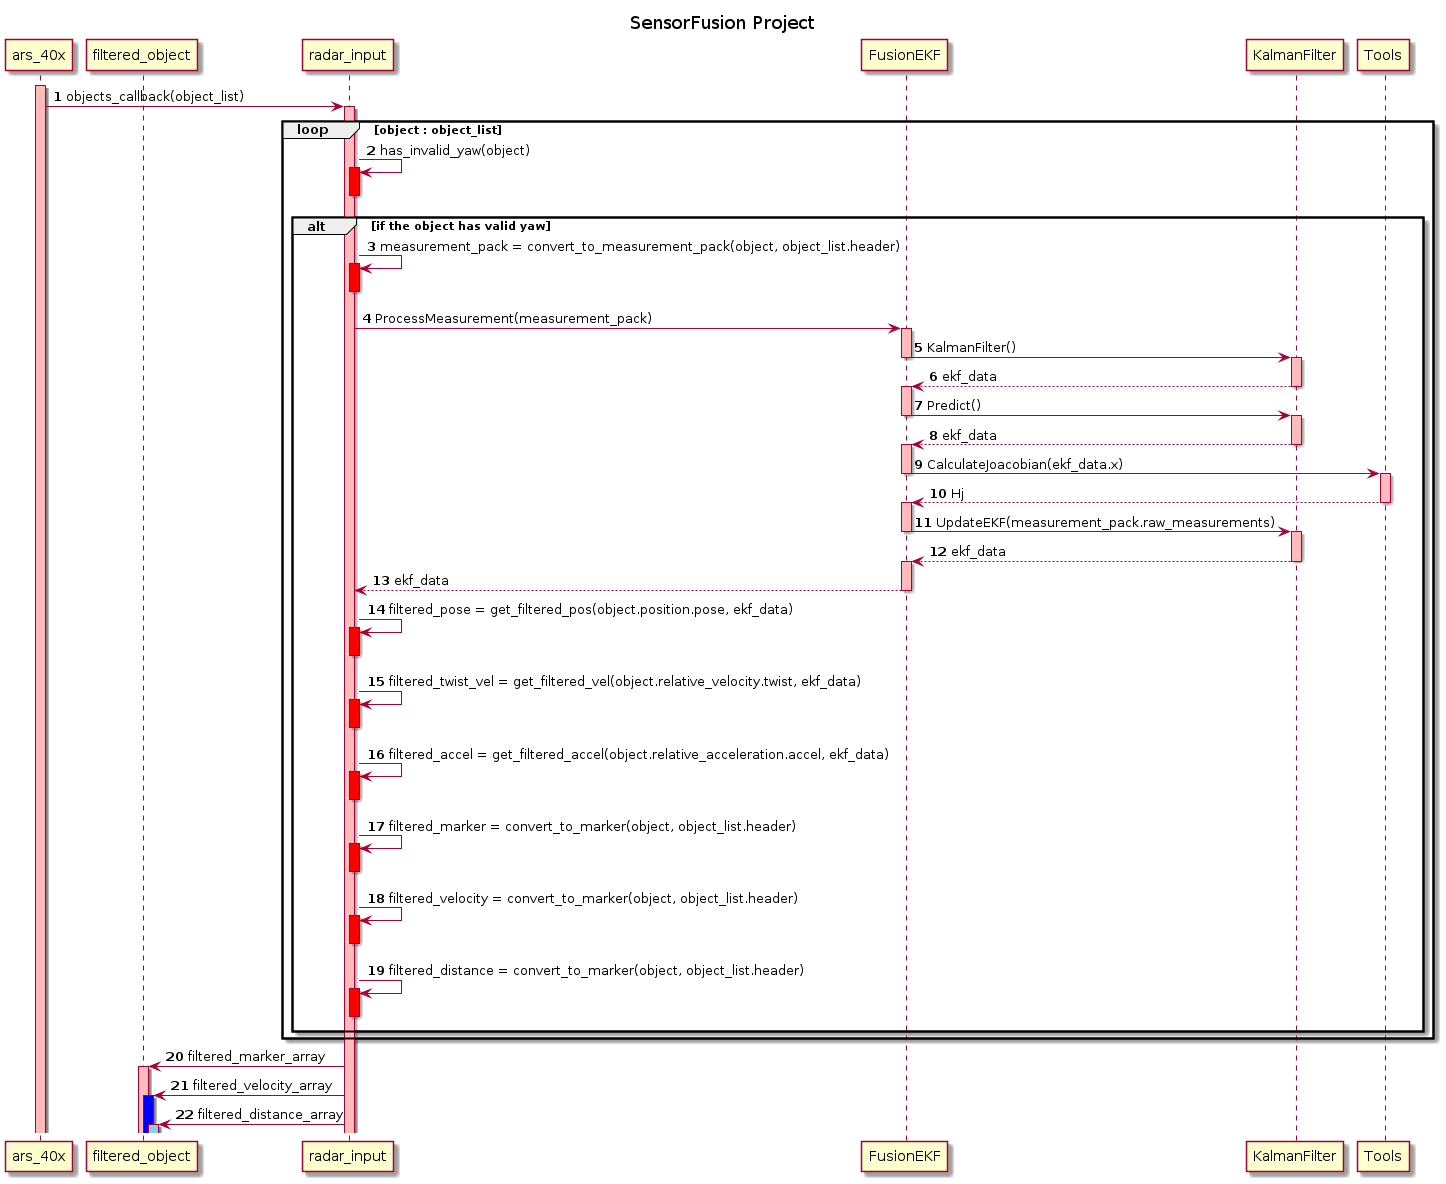 SensorFusion Project
ars_40x
filtered_object
radar_input
FusionEKF
KalmanFilter
Tools
1 objects_callback(object_list)
loop [object : object_list]
2 has_invalid_yaw(object)
alt [if the object has valid yaw]
3 measurement_pack = convert_to_measurement_pack(object, object_list.header)
4 ProcessMeasurement(measurement_pack)
5 KalmanFilter()
6 ekf_data
7 Predict()
8 ekf_data
9 CalculateJoacobian(ekf_data.x)
10 Hj
11 UpdateEKF(measurement_pack.raw_measurements)
12 ekf_data
13 ekf_data
14 filtered_pose = get_filtered_pos(object.position.pose, ekf_data)
15 filtered_twist_vel = get_filtered_vel(object.relative_velocity.twist, ekf_data)
16 filtered_accel = get_filtered_accel(object.relative_acceleration.accel, ekf_data)
17 filtered_marker = convert_to_marker(object, object_list.header)
18 filtered_velocity = convert_to_marker(object, object_list.header)
19 filtered_distance = convert_to_marker(object, object_list.header)
20 filtered_marker_array
21 filtered_velocity_array
22 filtered_distance_array
ars_40x
filtered_object
radar_input
FusionEKF
KalmanFilter
Tools